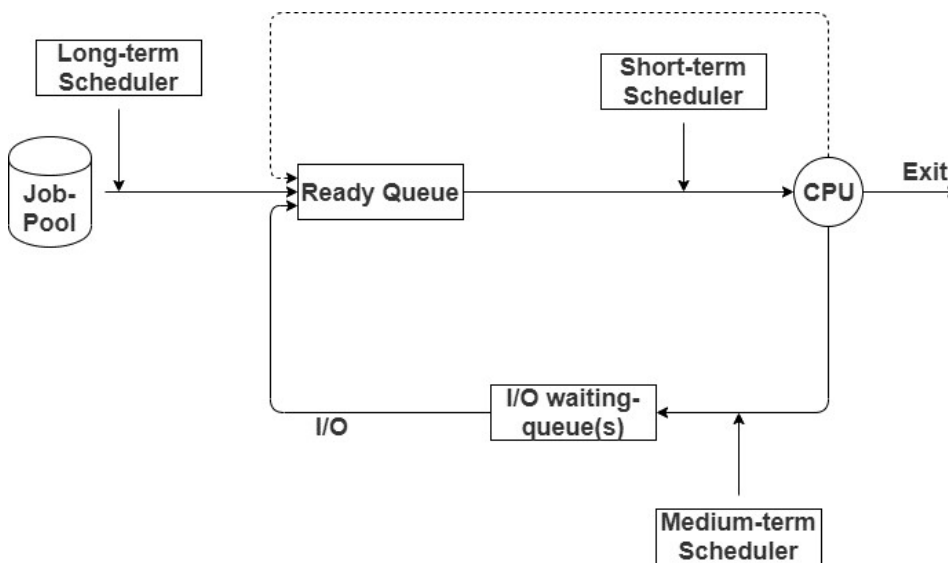 Long-term
Scheduler
Short-term
Scheduler
Job-
Pool
Ready Queue
CPU
Exit
I/O waiting-
queue(s)
I/O
Medium-term
Scheduler